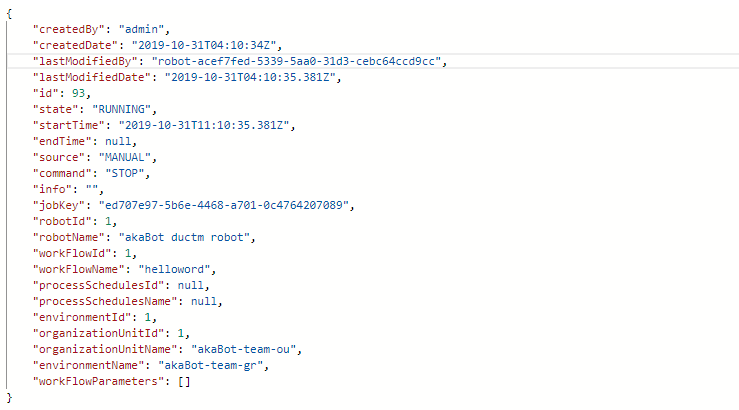 {
"createdBy": "admin",
"createdDate": "2019-10-31T04:10:34Z",
"lastModifiedBy": "robot-acef7fed-5339-5aa0-31d3-cebc64ccd9cc",
"lastModifiedDate": "2019-10-31T04:10:35.381Z",
"id": 93,
"state": "RUNNING",
"startTime": "2019-10-31T11:10:35.381Z",
"endTime": null,
"source": "MANUAL",
"command": "STOP",
"info": "",
"jobKey": "ed707e97-5b6e-4468-a701-0c4764207089",
"robotId": 1,
"robotName": "akaBot ductm robot",
"workFlowId": 1,
"workFlowName": "helloword",
"processSchedulesId": null,
"processSchedulesName": null,
"environmentId": 1,
"organizationUnitId": 1,
"organizationUnitName": "akaBot-team-ou",
"environmentName": "akaBot-team-gr",
"workFlowParameters": []
}